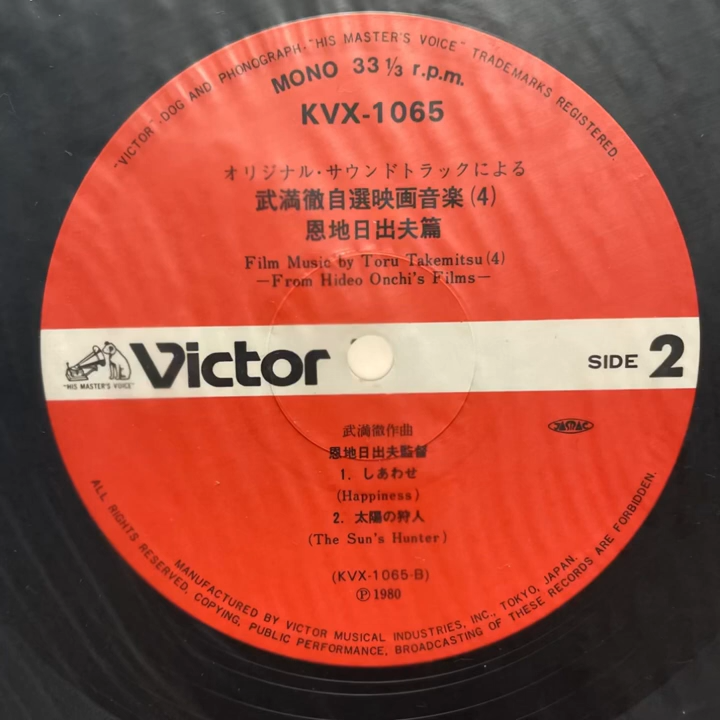 "VICTOR"-DOG AND PHONOGRAPH-"HIS MASTER'S VOICE" TRADEMARKS REGISTERED.
MONO 33 1/3 r.p.m.
KVX-1065
オリジナル・サウンドトラックによる
武満徹自選映画音楽(4)
恩地日出夫篇
Film Music by Toru Takemitsu(4)
—From Hideo Onchi's Films—
"HIS MASTER'S VOICE"
Victor
SIDE 2
武満徹作曲
JASRAC
恩地日出夫監督
1. しあわせ
(Happiness)
2. 太陽の狩人
(The Sun's Hunter)
(KVX-1065-B)
Ⓟ1980
MANUFACTURED BY VICTOR MUSICAL INDUSTRIES, INC., TOKYO, JAPAN.
ALL RIGHTS RESERVED, COPYING, PUBLIC PERFORMANCE, BROADCASTING OF THESE RECORDS ARE FORBIDDEN.